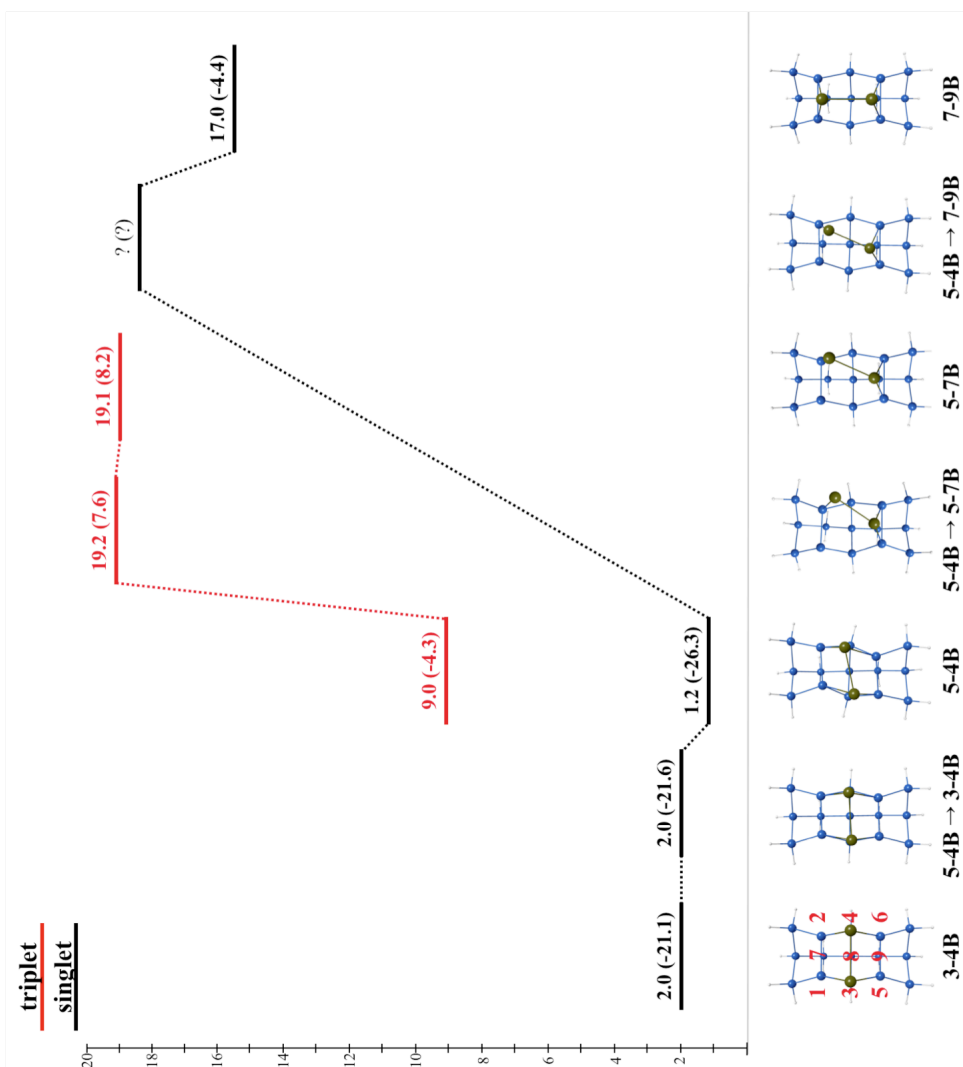 triplet
singlet
20
18
16
14
12
10
8
6
4
2
2.0 (-21.1)
2.0 (-21.6)
1.2 (-26.3)
9.0 (-4.3)
19.2 (7.6)
19.1 (8.2)
? (?)
17.0 (-4.4)
1 7 2
3 8 4
5 9 6
3-4B
5-4B → 3-4B
5-4B
5-4B → 5-7B
5-7B
5-4B → 7-9B
7-9B